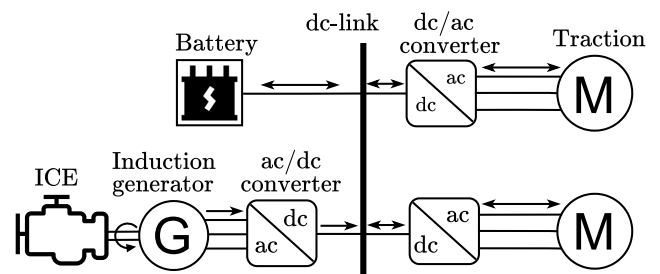 dc-link
dc/ac
converter
Battery
Traction
ac
dc
M
ICE
Induction
generator
ac/dc
converter
G
dc
ac
ac
dc
M